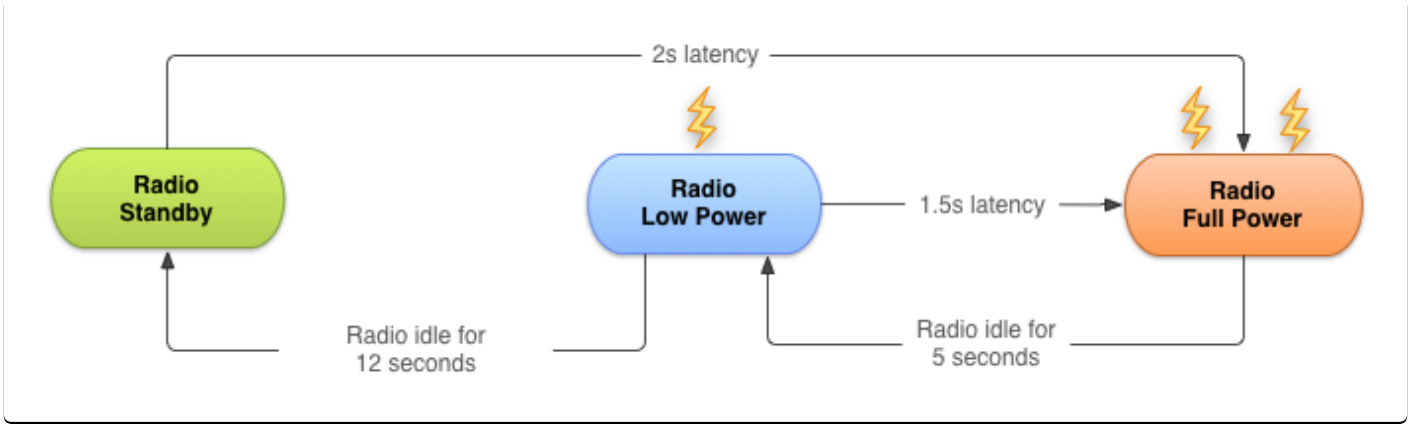 2s latency
Radio
Standby
Radio
Low Power
1.5s latency
Radio
Full Power
Radio idle for
12 seconds
Radio idle for
5 seconds